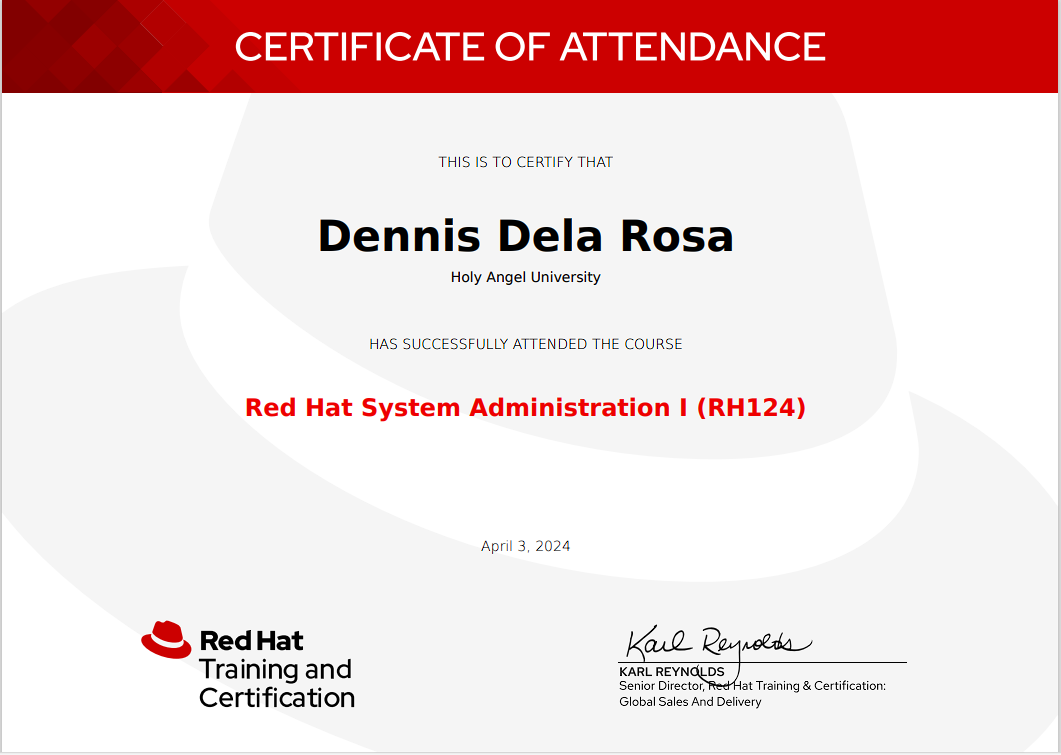 CERTIFICATE OF ATTENDANCE
THIS IS TO CERTIFY THAT
Dennis Dela Rosa
Holy Angel University
HAS SUCCESSFULLY ATTENDED THE COURSE
Red Hat System Administration I (RH124)
April 3, 2024
Red Hat
Training and
Certification
Karl Reynolds
KARL REYNOLDS
Senior Director, Red Hat Training & Certification:
Global Sales And Delivery